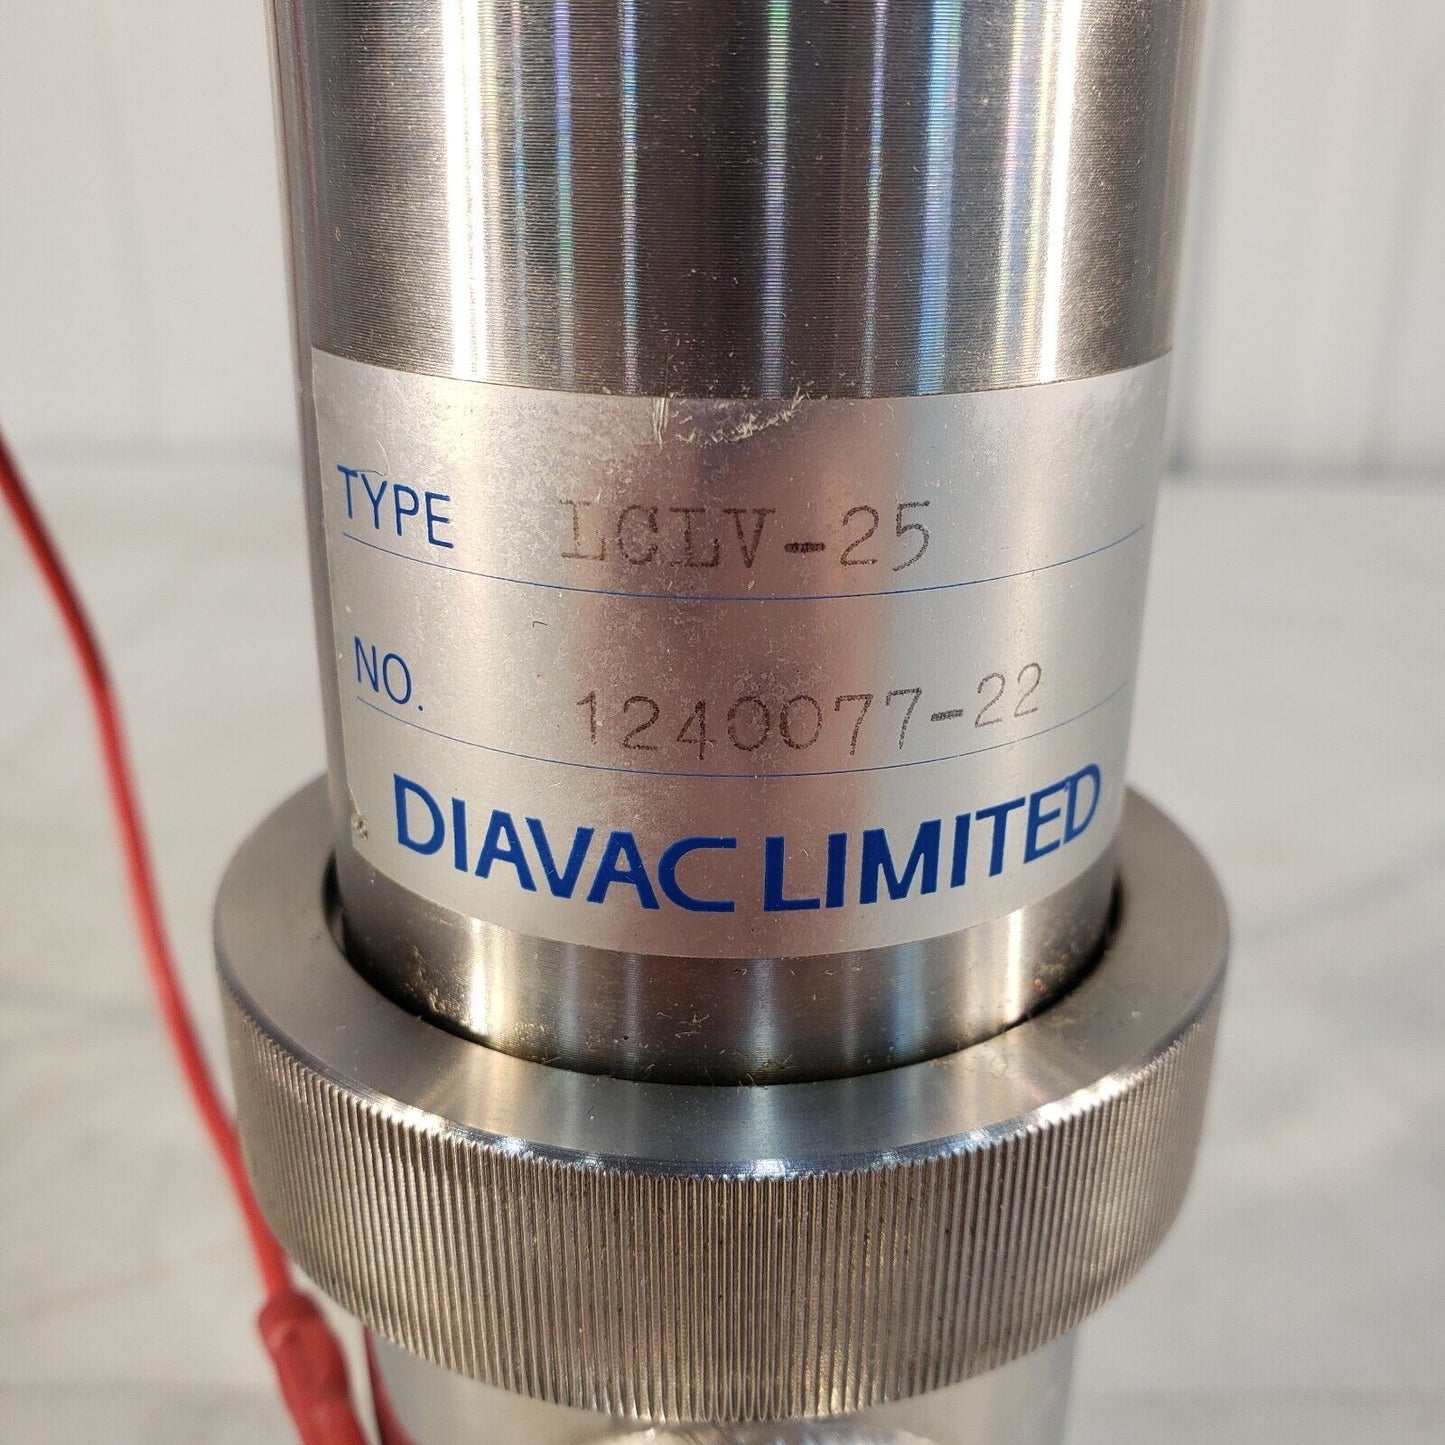 TYPE LCLV-25
NO. 1240077-22
DIAVAC LIMITED